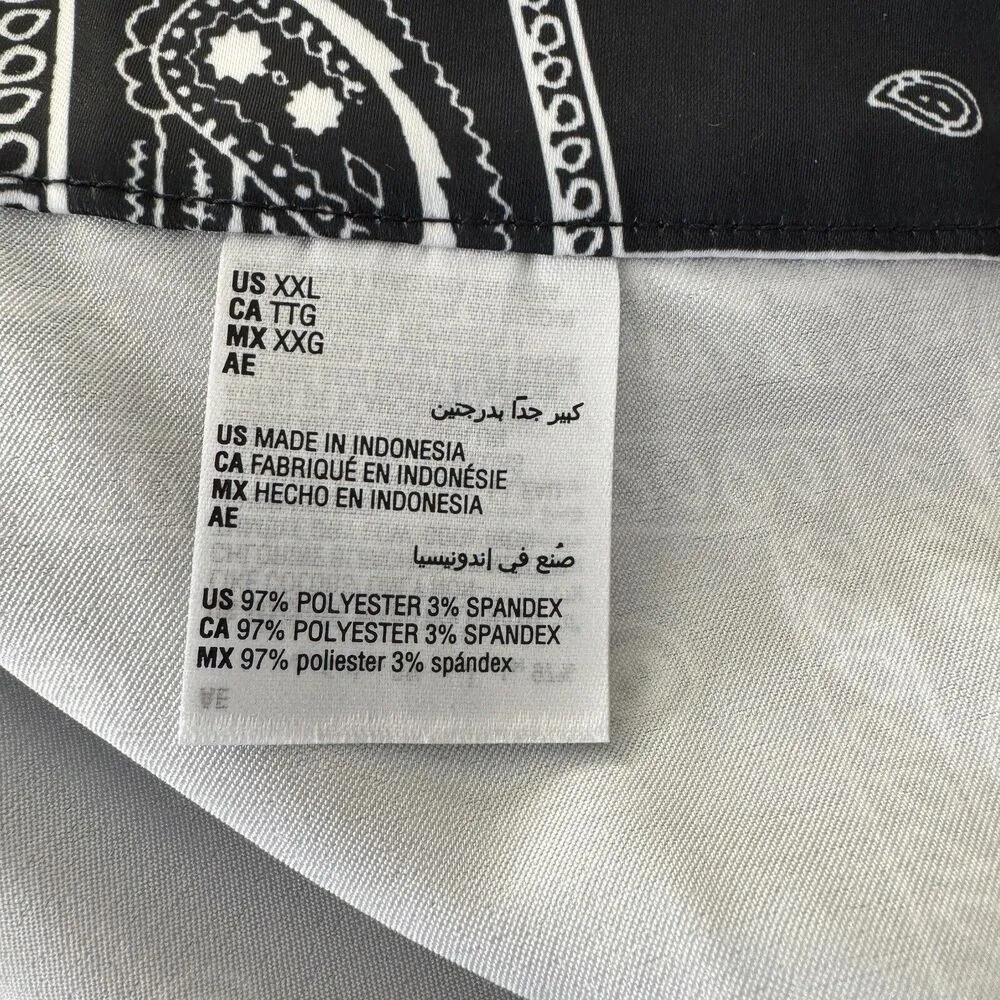 US XXL
CA TTG
MX XXG
AE
كبير جدًا بدرجتين
US MADE IN INDONESIA
CA FABRIQUÉ EN INDONÉSIE
MX HECHO EN INDONESIA
AE
صُنع في إندونيسيا
US 97% POLYESTER 3% SPANDEX
CA 97% POLYESTER 3% SPANDEX
MX 97% poliester 3% spándex
AE